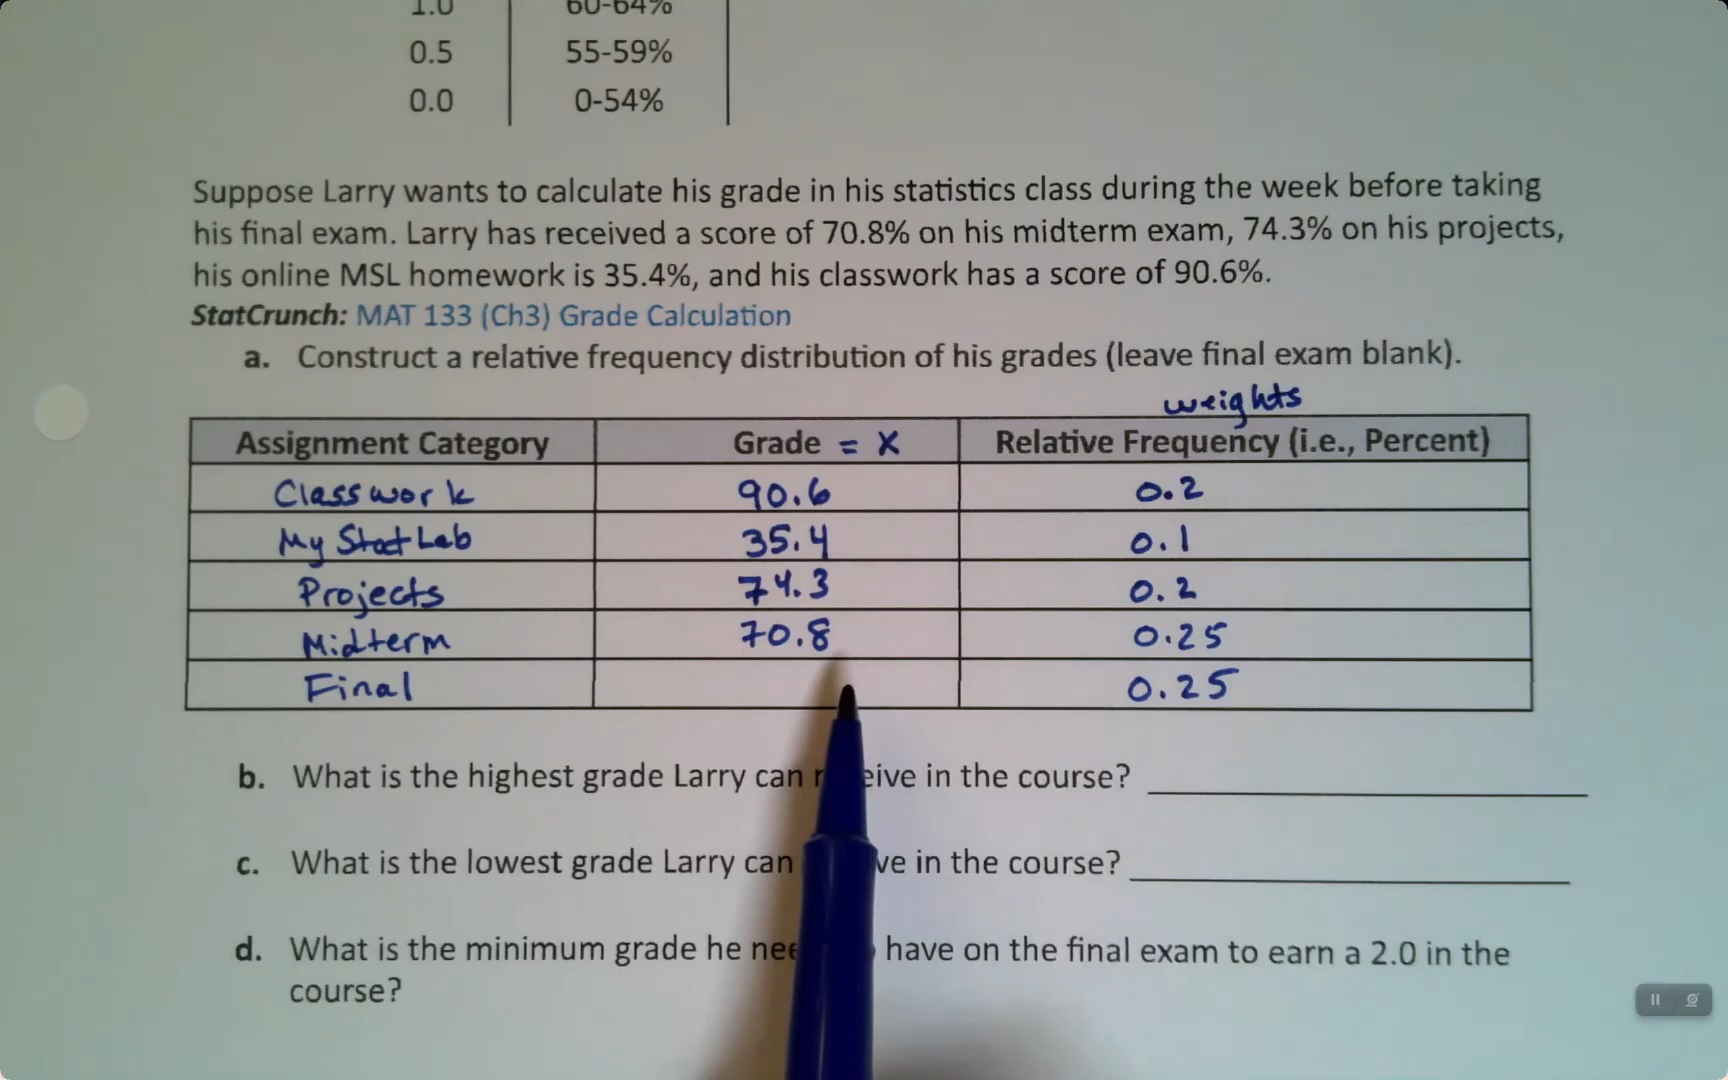 1.0 60-64%
0.5 55-59%
0.0 0-54%
Suppose Larry wants to calculate his grade in his statistics class during the week before taking
his final exam. Larry has received a score of 70.8% on his midterm exam, 74.3% on his projects,
his online MSL homework is 35.4%, and his classwork has a score of 90.6%.
StatCrunch: MAT 133 (Ch3) Grade Calculation
a. Construct a relative frequency distribution of his grades (leave final exam blank).
weights
Assignment Category Grade = X Relative Frequency (i.e., Percent)
Classwork 90.6 0.2
My StatLab 35.4 0.1
Projects 74.3 0.2
Midterm 70.8 0.25
Final 0.25
b. What is the highest grade Larry can in the course?
c. What is the lowest grade Larry can in the course?
d. What is the minimum grade he have on the final exam to earn a 2.0 in the
course?